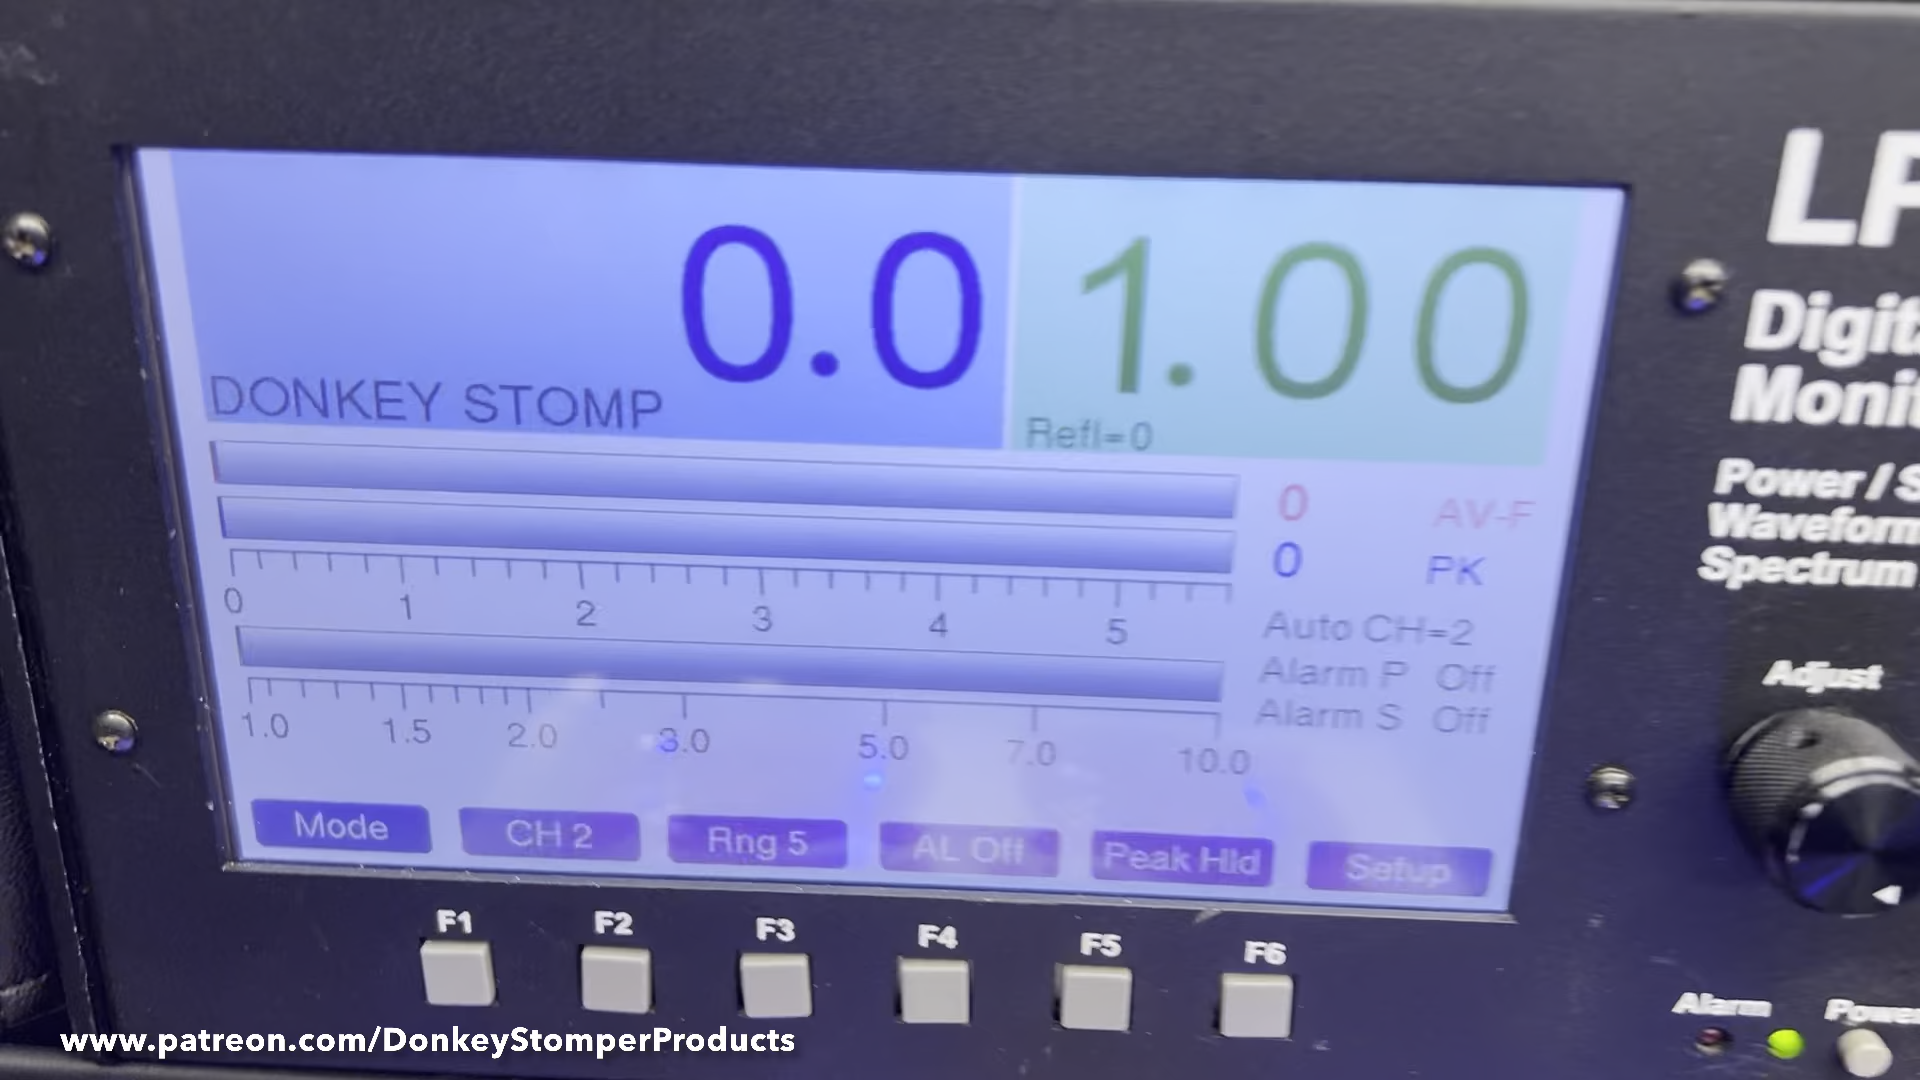 0.0
1.00
DONKEY STOMP
Refl=0
0 AV-F
0 PK
0 1 2 3 4 5
Auto CH=2
Alarm P Off
Alarm S Off
1.0 1.5 2.0 3.0 5.0 7.0 10.0
Mode CH 2 Rng 5 AL Off Peak Hld Setup
F1 F2 F3 F4 F5 F6
LP
Digit
Monit
Power / S
Waveform
Spectrum
Adjust
Alarm Power
www.patreon.com/DonkeyStomperProducts